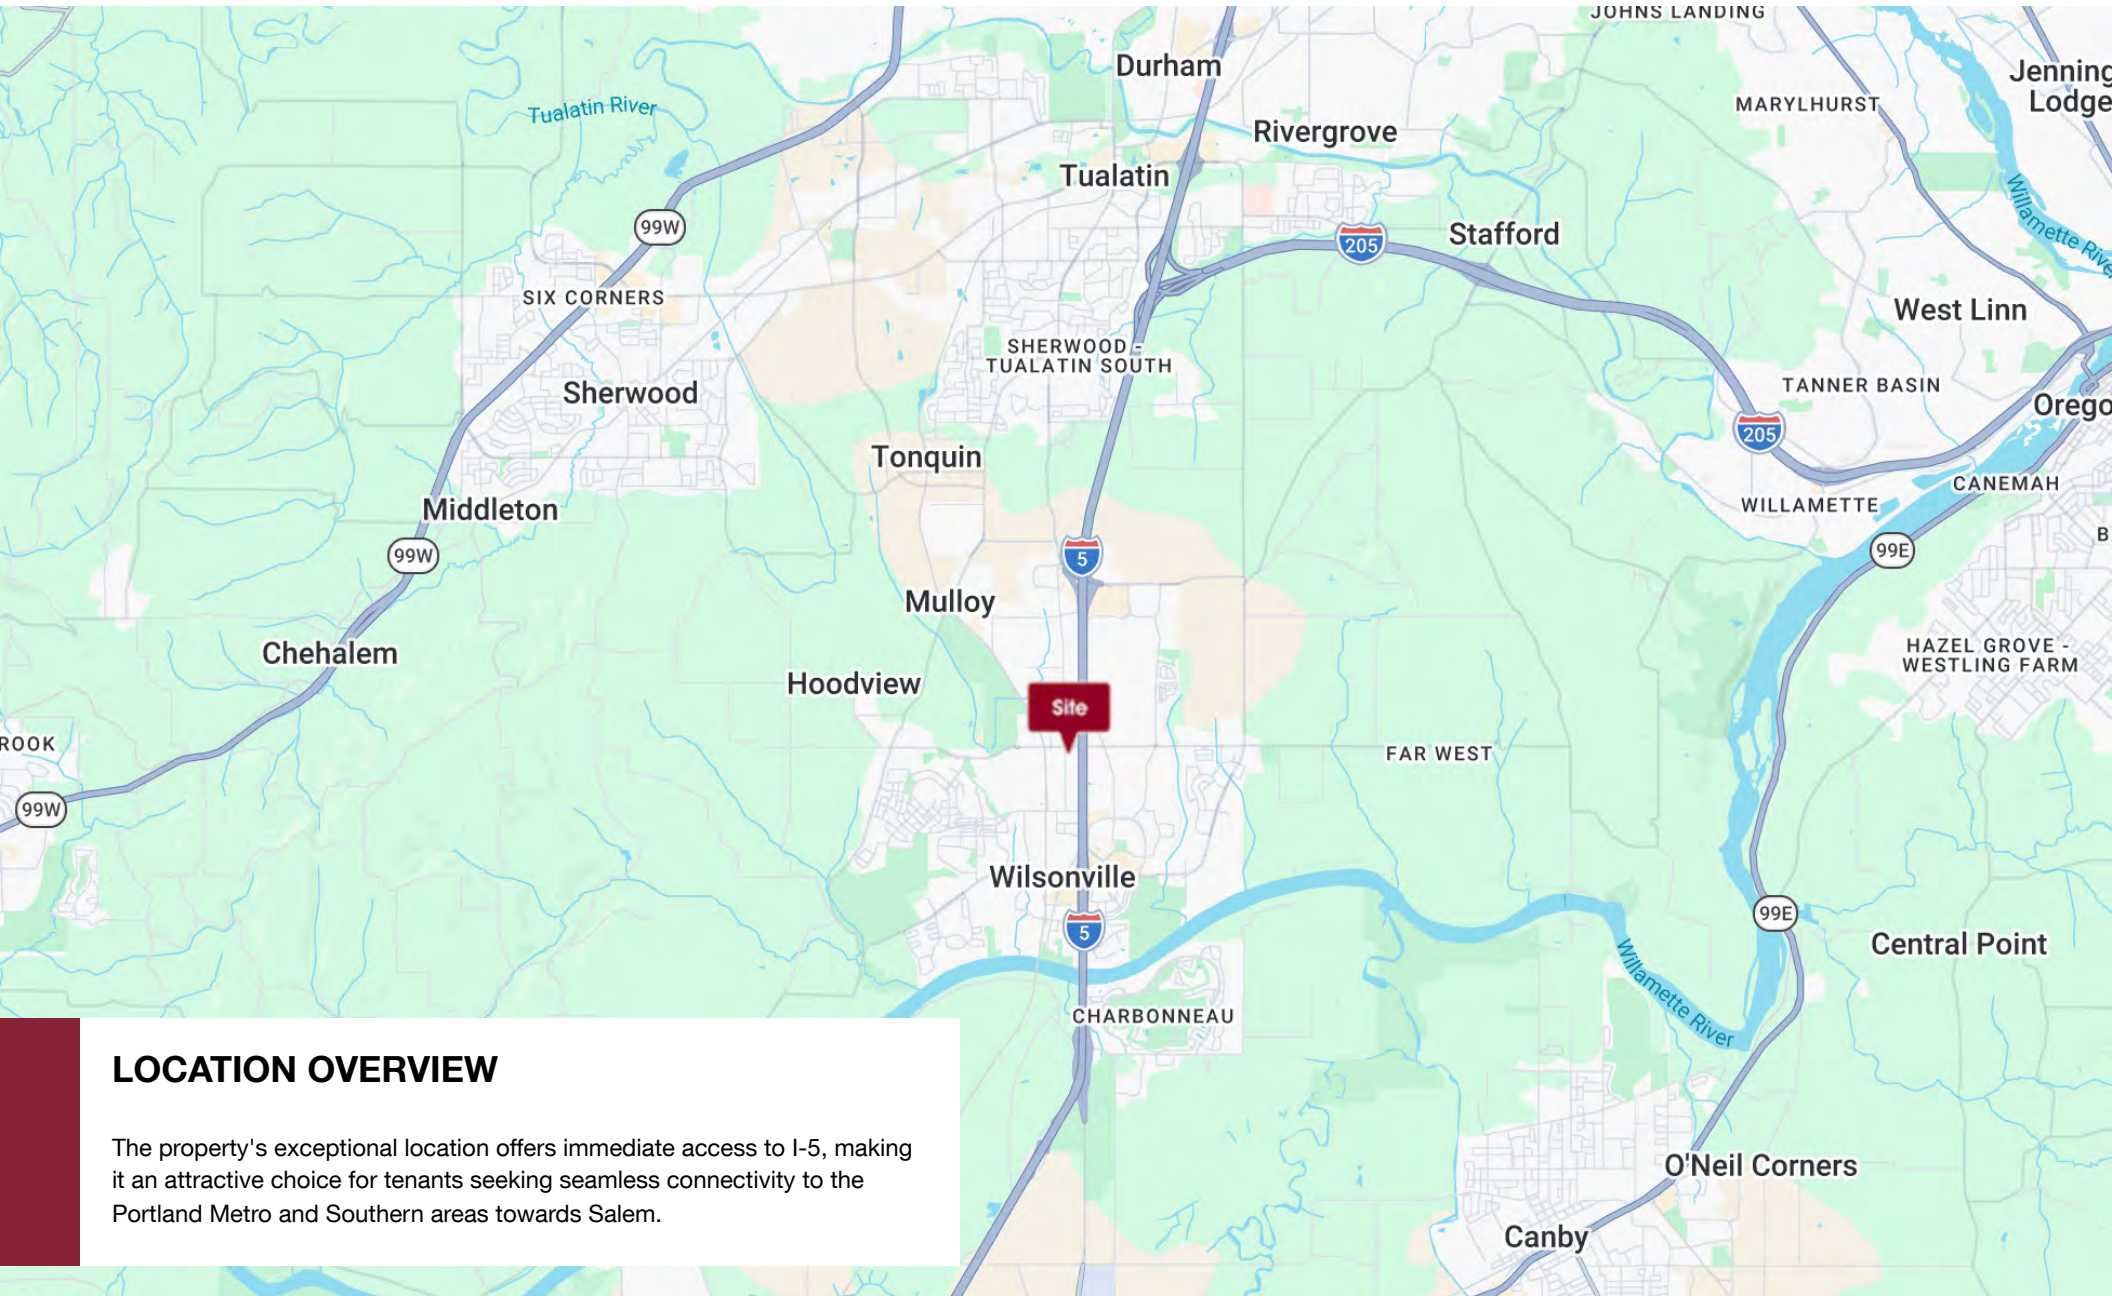 JOHNS LANDING
Durham
Jenning
Lodge
MARYLHURST
Tualatin River
Rivergrove
Tualatin
Willamette River
99W
205
Stafford
SIX CORNERS
West Linn
SHERWOOD -
TUALATIN SOUTH
TANNER BASIN
Sherwood
Orego
205
Tonquin
CANEMAH
WILLAMETTE
Middleton
B
99W
5
99E
Mulloy
Chehalem
HAZEL GROVE -
WESTLING FARM
Hoodview
Site
ROOK
FAR WEST
99W
Wilsonville
5
99E
Central Point
Willamette River
CHARBONNEAU
LOCATION OVERVIEW
The property's exceptional location offers immediate access to I-5, making
it an attractive choice for tenants seeking seamless connectivity to the
Portland Metro and Southern areas towards Salem.
O'Neil Corners
Canby